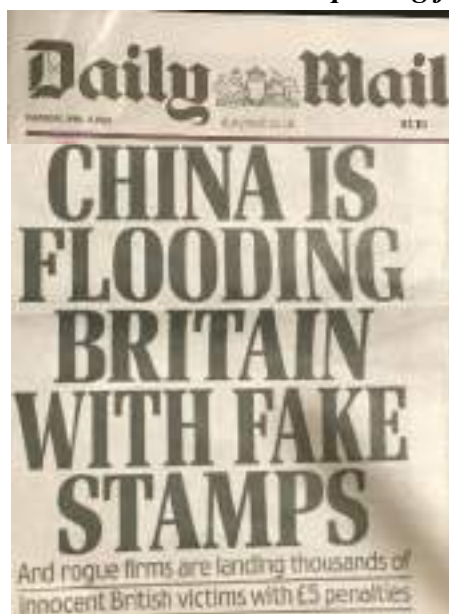 Daily Mail
CHINA IS
FLOODING
BRITAIN
WITH FAKE
STAMPS
And rogue firms are landing thousands of
innocent British victims with £5 penalties